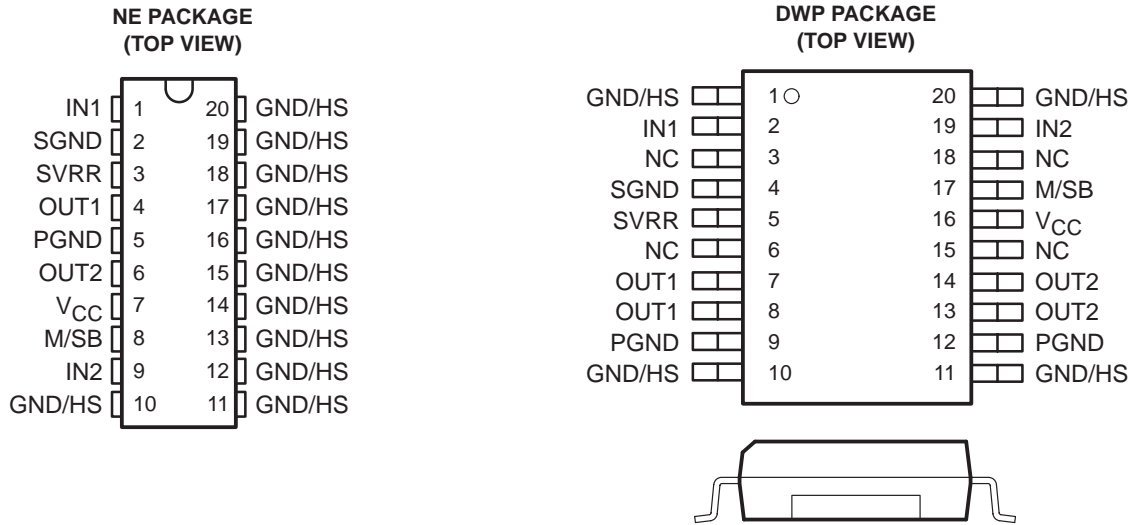 NE PACKAGE
(TOP VIEW)
IN1 1 20 GND/HS
SGND 2 19 GND/HS
SVRR 3 18 GND/HS
OUT1 4 17 GND/HS
PGND 5 16 GND/HS
OUT2 6 15 GND/HS
VCC 7 14 GND/HS
M/SB 8 13 GND/HS
IN2 9 12 GND/HS
GND/HS 10 11 GND/HS
DWP PACKAGE
(TOP VIEW)
GND/HS 1 20 GND/HS
IN1 2 19 IN2
NC 3 18 NC
SGND 4 17 M/SB
SVRR 5 16 VCC
NC 6 15 NC
OUT1 7 14 OUT2
OUT1 8 13 OUT2
PGND 9 12 PGND
GND/HS 10 11 GND/HS